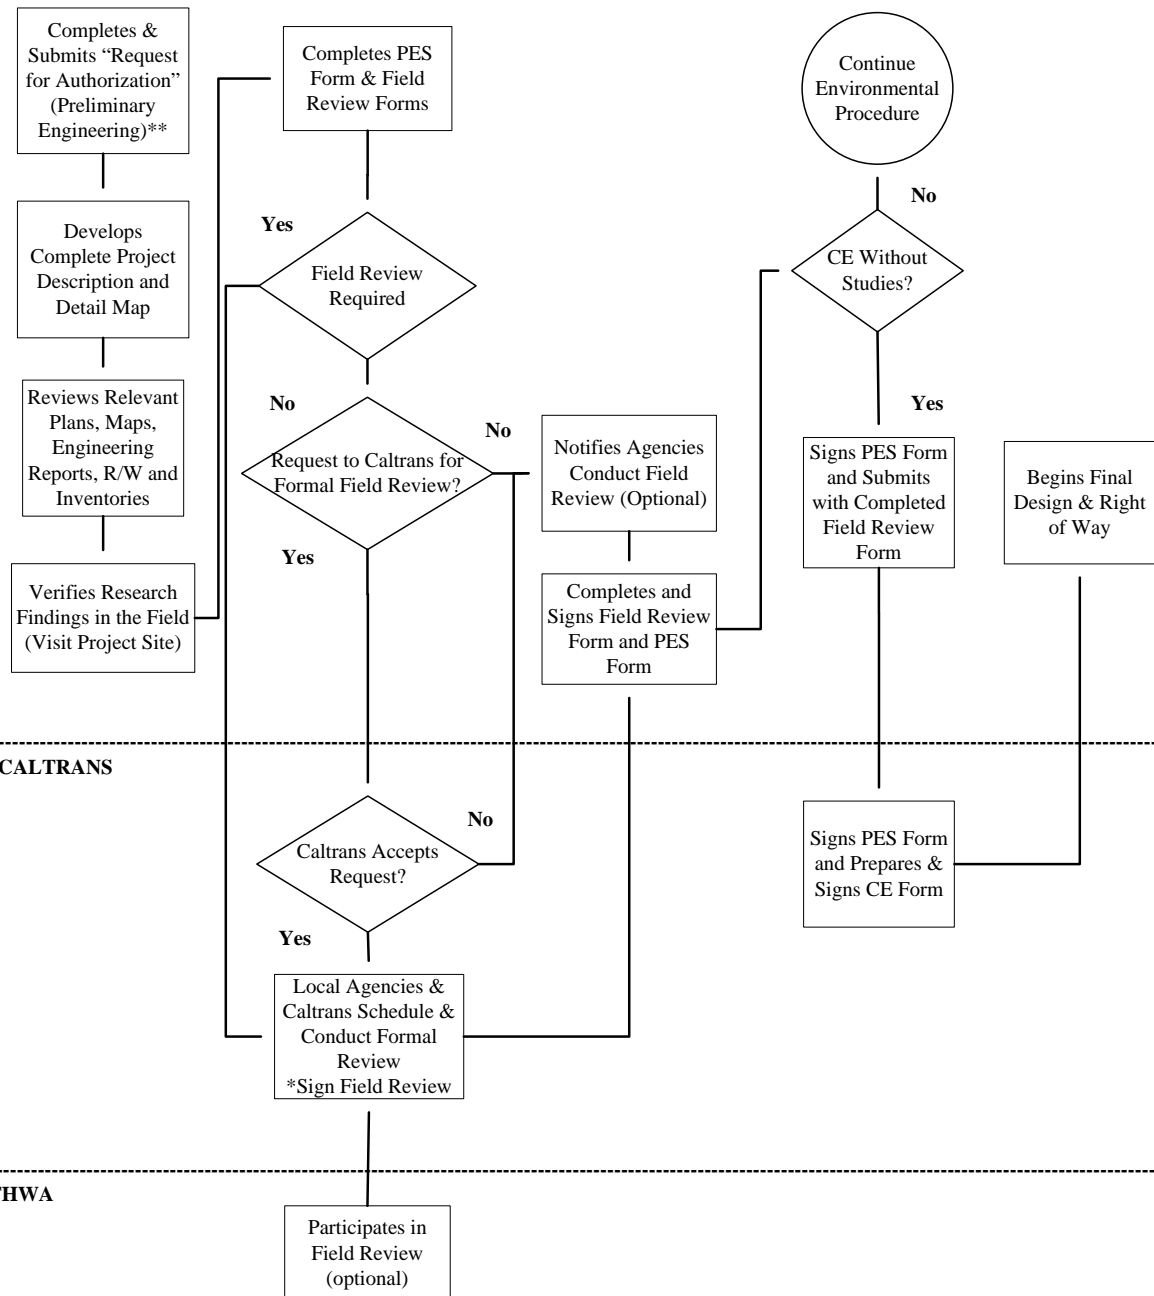 Completes &
Submits “Request
for Authorization”
(Preliminary
Engineering)**
Develops
Complete Project
Description and
Detail Map
Reviews Relevant
Plans, Maps,
Engineering
Reports, R/W and
Inventories
Verifies Research
Findings in the Field
(Visit Project Site)
Completes PES
Form & Field
Review Forms
Yes
Field Review
Required
No
Request to Caltrans for
Formal Field Review?
No
Yes
Notifies Agencies
Conduct Field
Review (Optional)
Completes and
Signs Field Review
Form and PES
Form
Continue
Environmental
Procedure
No
CE Without
Studies?
Yes
Signs PES Form
and Submits
with Completed
Field Review
Form
Begins Final
Design & Right
of Way
CALTRANS
Caltrans Accepts
Request?
No
Yes
Local Agencies &
Caltrans Schedule &
Conduct Formal
Review
*Sign Field Review
Signs PES Form
and Prepares &
Signs CE Form
HWA
Participates in
Field Review
(optional)